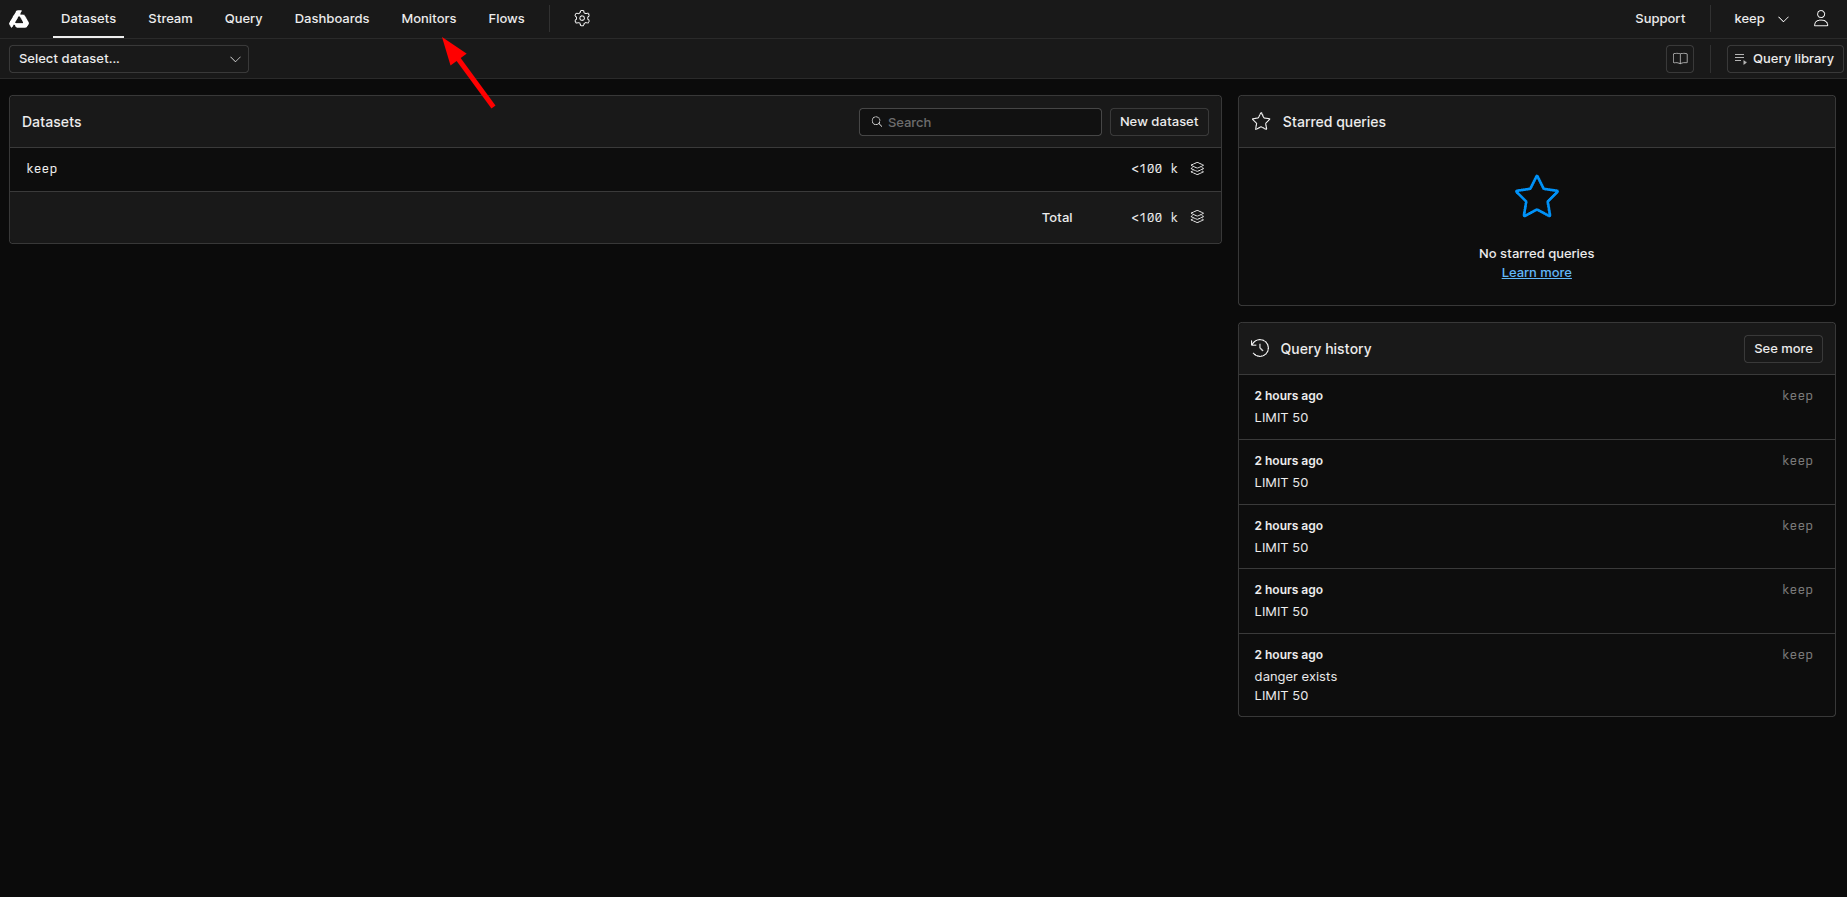 Datasets Stream Query Dashboards Monitors Flows Support keep
Select dataset... Query library
Datasets Search New dataset
keep <100 k
Total <100 k
Starred queries
No starred queries
Learn more
Query history See more
2 hours ago keep
LIMIT 50
2 hours ago keep
LIMIT 50
2 hours ago keep
LIMIT 50
2 hours ago keep
LIMIT 50
2 hours ago keep
danger exists
LIMIT 50